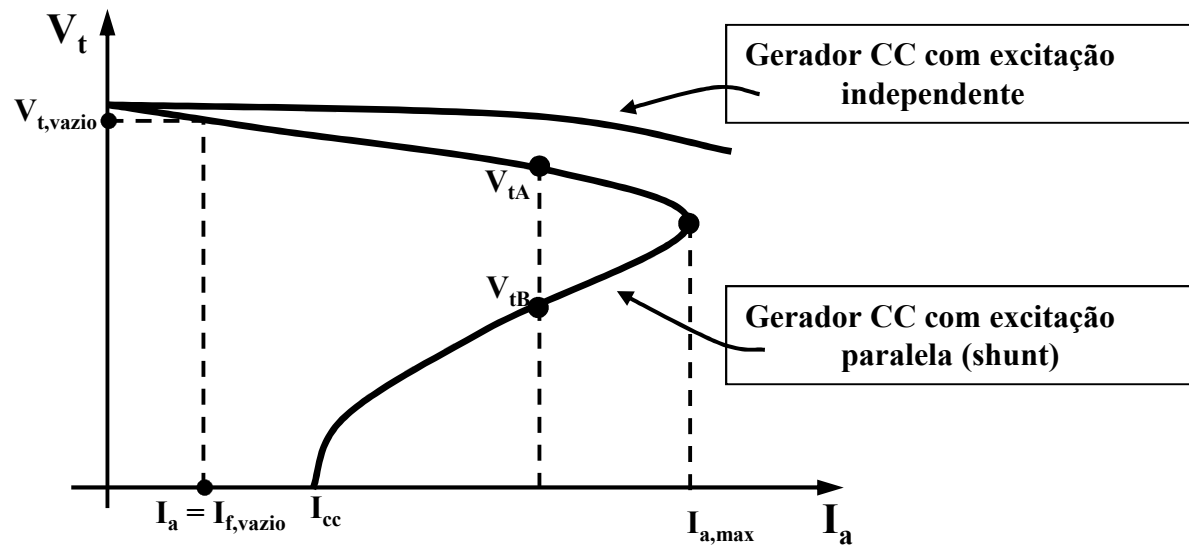 V_t
Gerador CC com excitação
independente
V_t,vazio
V_tA
V_tB
Gerador CC com excitação
paralela (shunt)
I_a = I_f,vazio
I_cc
I_a,max
I_a